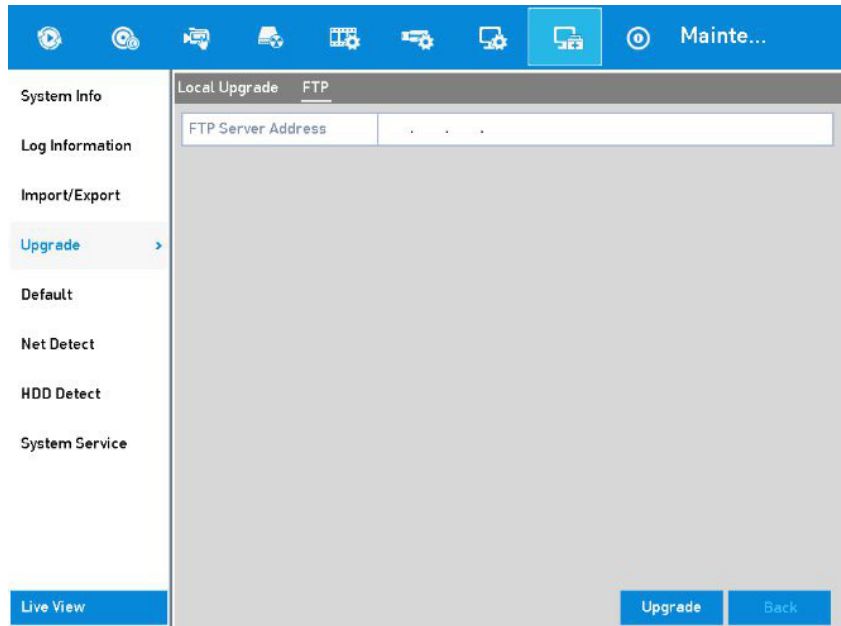 Mainte...
System Info
Log Information
Import/Export
Upgrade >
Default
Net Detect
HDD Detect
System Service
Live View
Local Upgrade FTP
FTP Server Address . . .
Upgrade Back